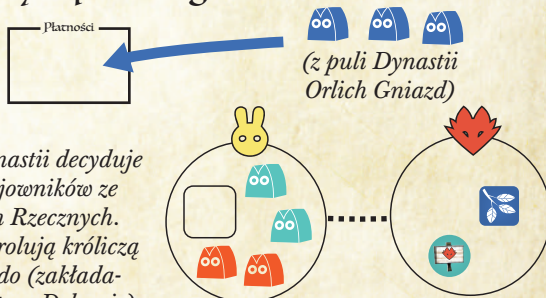 Płatności
(z puli Dynastii
Orlich Gniazd)
nastii decyduje
jowników ze
Rzecznych.
rolują króliczą
do (zakłada-